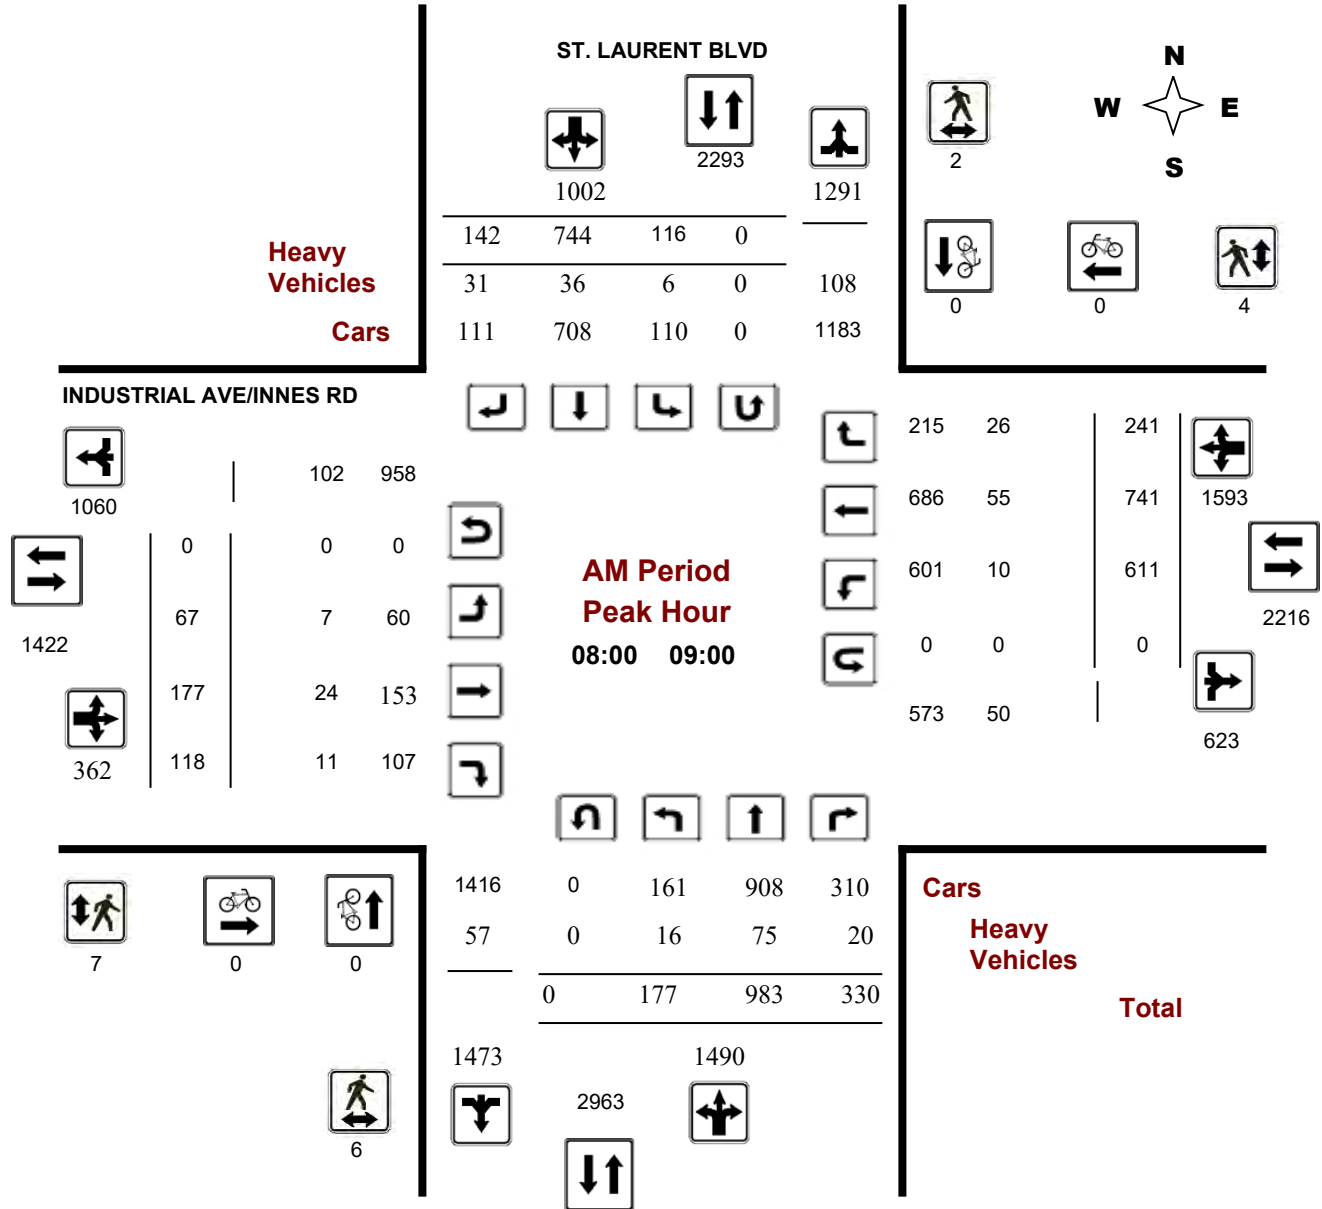 ST. LAURENT BLVD
N
W E
S
2293
2
1002
1291
142 744 116 0
Heavy
Vehicles
31 36 6 0 108
0 0 4
Cars
111 708 110 0 1183
INDUSTRIAL AVE/INNES RD
215 26 241
102 958
1060
686 55 741 1593
0 0 0
AM Period
601 10 611
Peak Hour
67 7 60
2216
1422
08:00 09:00
0 0 0
177 24 153
573 50
623
362 118 11 107
1416 0 161 908 310
Cars
57 0 16 75 20
Heavy
Vehicles
7 0 0
0 177 983 330
Total
1473 1490
2963
6